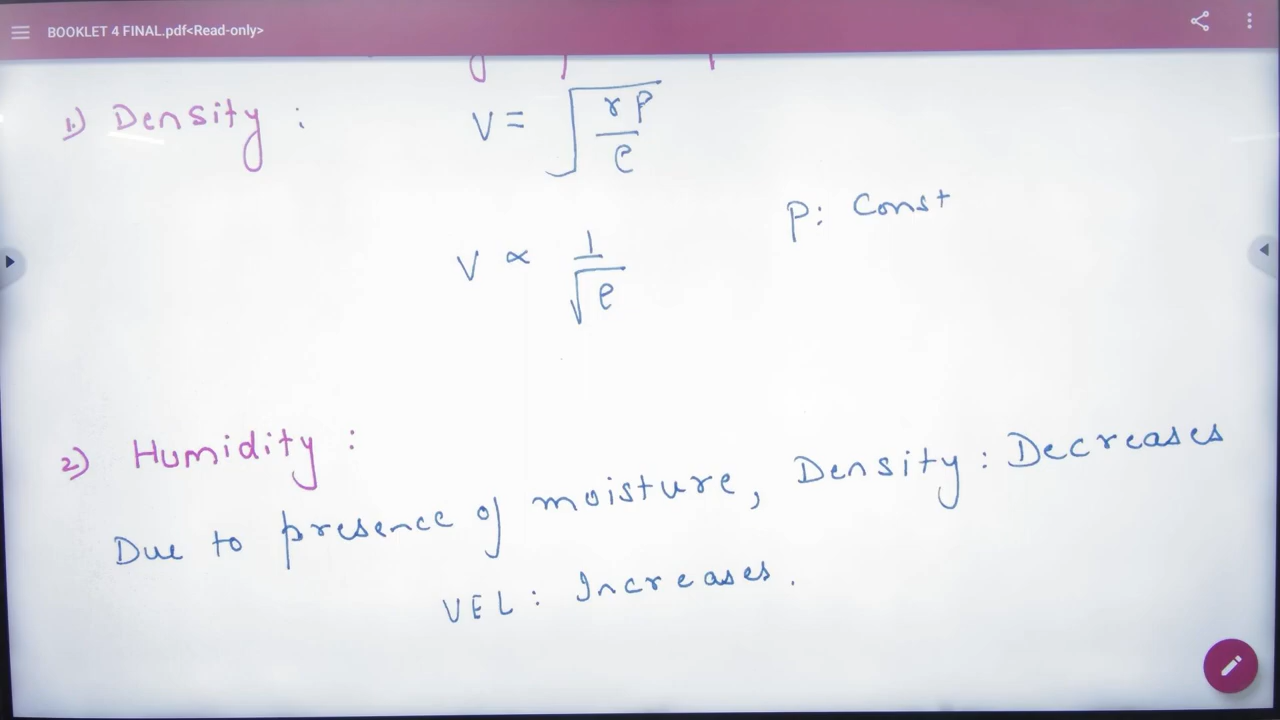 BOOKLET 4 FINAL.pdf<Read-only>
1.) Density : V = √(γP/ρ)
P: Const
V ∝ 1/√ρ
2) Humidity :
Due to presence of moisture, Density : Decreases
VEL : Increases.